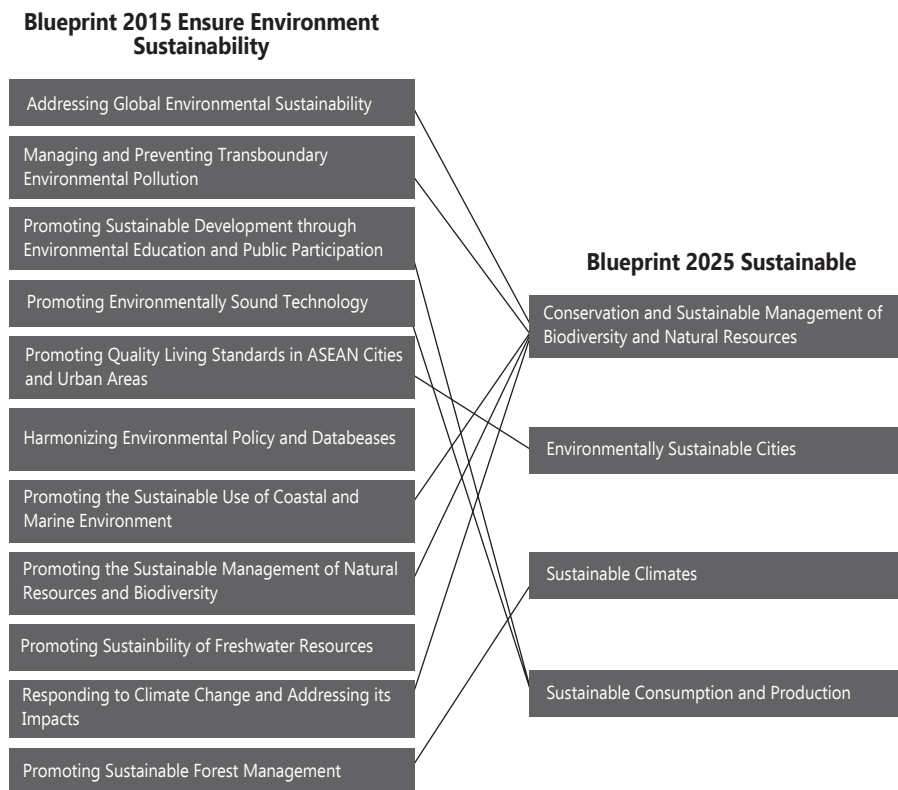 Blueprint 2015 Ensure Environment
Sustainability
Addressing Global Environmental Sustainability
Managing and Preventing Transboundary
Environmental Pollution
Promoting Sustainable Development through
Environmental Education and Public Participation
Promoting Environmentally Sound Technology
Promoting Quality Living Standards in ASEAN Cities
and Urban Areas
Harmonizing Environmental Policy and Databeases
Promoting the Sustainable Use of Coastal and
Marine Environment
Promoting the Sustainable Management of Natural
Resources and Biodiversity
Promoting Sustainbility of Freshwater Resources
Responding to Climate Change and Addressing its
Impacts
Promoting Sustainable Forest Management
Blueprint 2025 Sustainable
Conservation and Sustainable Management of
Biodiversity and Natural Resources
Environmentally Sustainable Cities
Sustainable Climates
Sustainable Consumption and Production